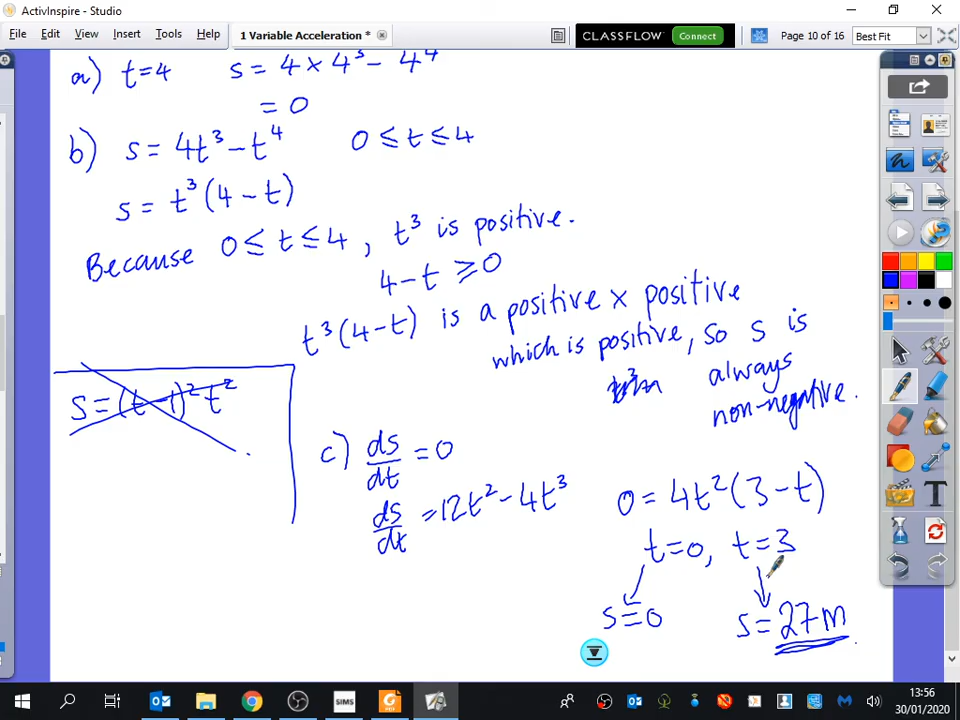 ActivInspire - Studio
File Edit View Insert Tools Help
1 Variable Acceleration *
CLASSFLOW Connect
Page 10 of 16
Best Fit
a) t=4 s = 4 × 4³ - 4⁴
= 0
b) s = 4t³ - t⁴ 0 ≤ t ≤ 4
s = t³(4 - t)
Because 0 ≤ t ≤ 4, t³ is positive.
4 - t ≥ 0
t³(4-t) is a positive × positive
which is positive, so s is
always
non-negative.
s = (t-1)² t²
c) ds/dt = 0
ds/dt = 12t² - 4t³
0 = 4t²(3 - t)
t=0, t=3
s=0 s= 27m
SIMS
13:56
30/01/2020